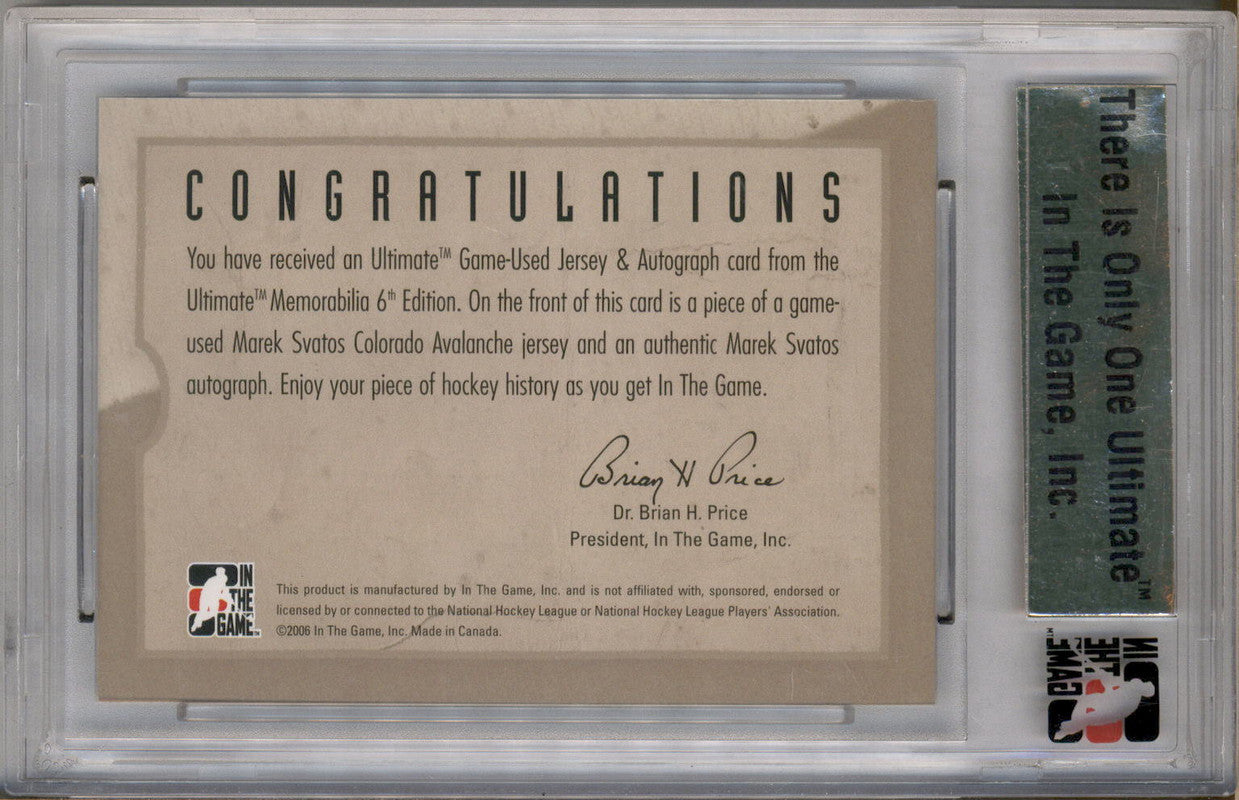 CONGRATULATIONS
You have received an Ultimate™ Game-Used Jersey & Autograph card from the
Ultimate™ Memorabilia 6th Edition. On the front of this card is a piece of a game-
used Marek Svatos Colorado Avalanche jersey and an authentic Marek Svatos
autograph. Enjoy your piece of hockey history as you get In The Game.
Brian H Price
Dr. Brian H. Price
President, In The Game, Inc.
IN
THE
GAME™
This product is manufactured by In The Game, Inc. and is not affiliated with, sponsored, endorsed or
licensed by or connected to the National Hockey League or National Hockey League Players' Association.
©2006 In The Game, Inc. Made in Canada.
There Is Only One Ultimate™
In The Game, Inc.
IN
THE
GAME™